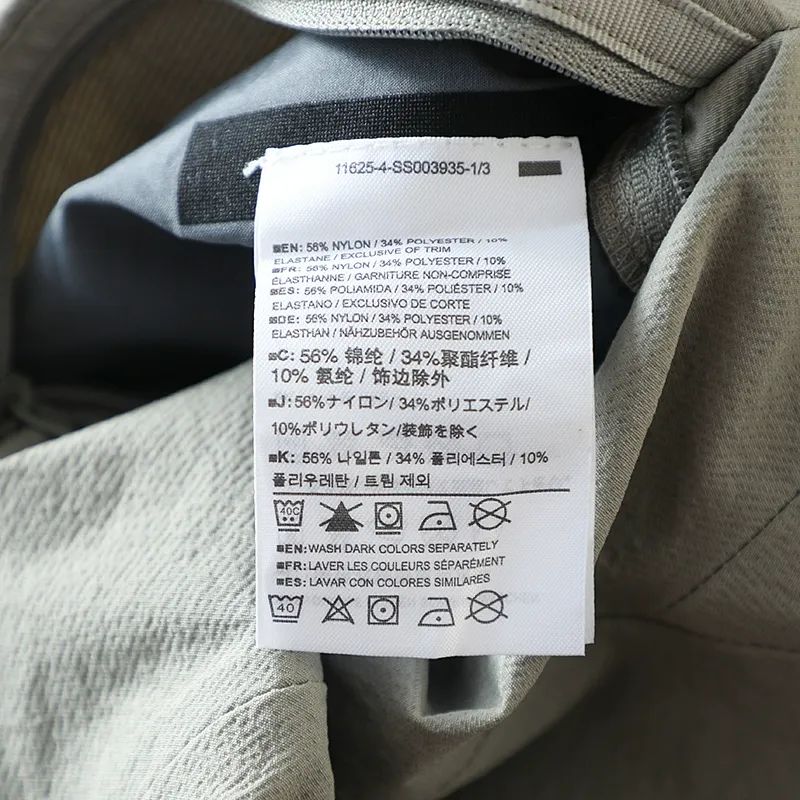 11625-4-SS003935-1/3
EN: 56% NYLON / 34% POLYESTER / 10%
ELASTANE / EXCLUSIVE OF TRIM
FR: 56% NYLON / 34% POLYESTER / 10%
ÉLASTHANNE / GARNITURE NON-COMPRISE
ES: 56% POLIAMIDA / 34% POLIÉSTER / 10%
ELASTANO / EXCLUSIVO DE CORTE
DE: 56% NYLON / 34% POLYESTER / 10%
ELASTHAN / NÄHZUBEHÖR AUSGENOMMEN
C: 56% 锦纶 / 34%聚酯纤维 /
10% 氨纶 / 饰边除外
J: 56%ナイロン/ 34%ポリエステル/
10%ポリウレタン/装飾を除く
K: 56% 나일론 / 34% 폴리에스터 / 10%
폴리우레탄 / 트림 제외
40C
EN: WASH DARK COLORS SEPARATELY
FR: LAVER LES COULEURS SÉPARÉMENT
ES: LAVAR CON COLORES SIMILARES
40